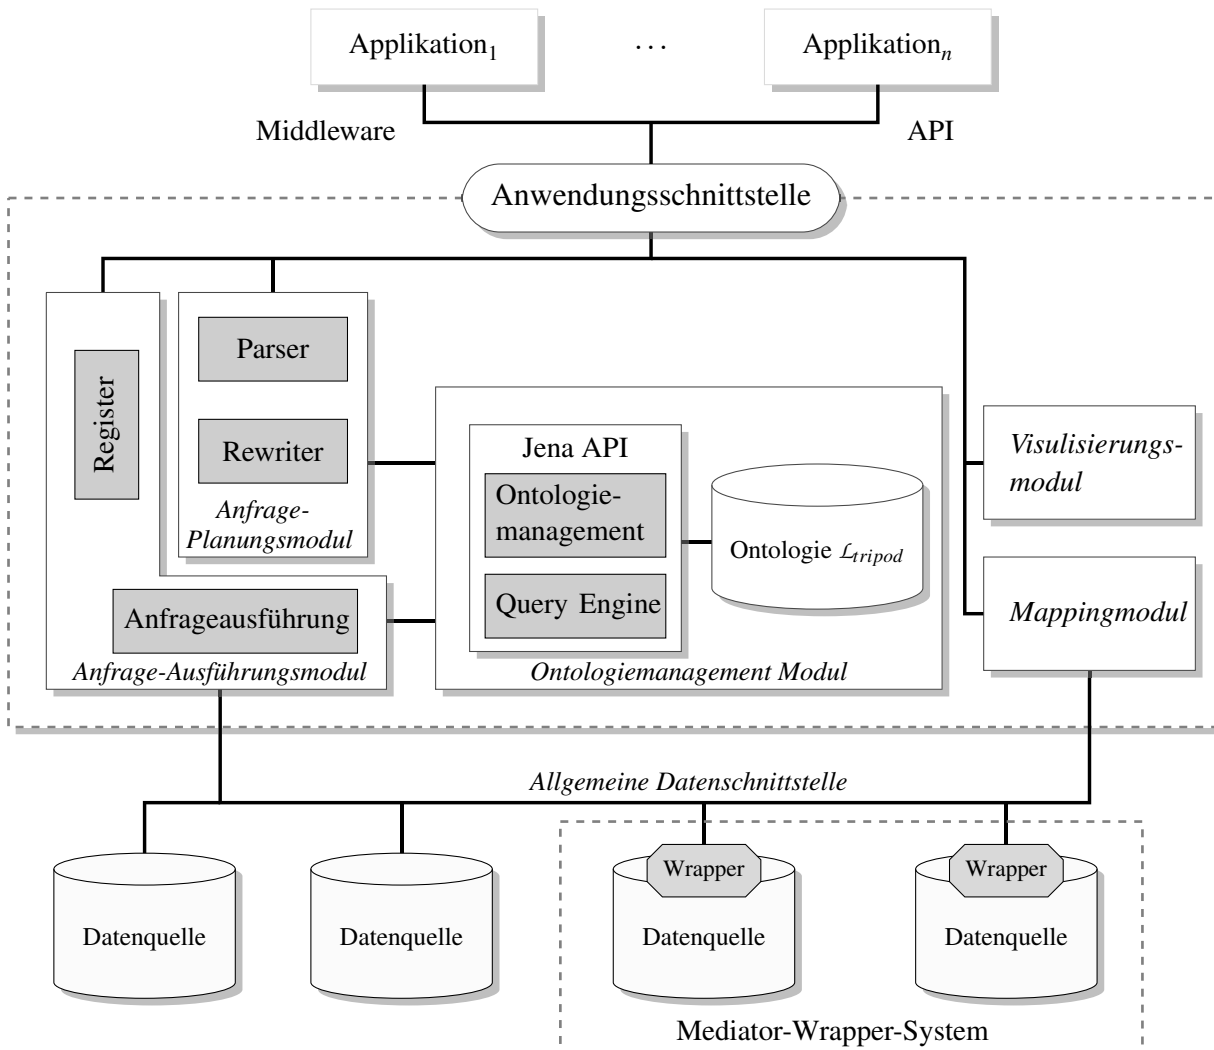 Applikation₁
...
Applikationₙ
Middleware
API
Anwendungsschnittstelle
Register
Parser
Rewriter
Anfrage-
Planungsmodul
Anfrageausführung
Anfrage-Ausführungsmodul
Jena API
Ontologie-
management
Query Engine
Ontologie ℒtripod
Ontologiemanagement Modul
Visulisierungs-
modul
Mappingmodul
Allgemeine Datenschnittstelle
Datenquelle
Datenquelle
Wrapper
Datenquelle
Wrapper
Datenquelle
Mediator-Wrapper-System